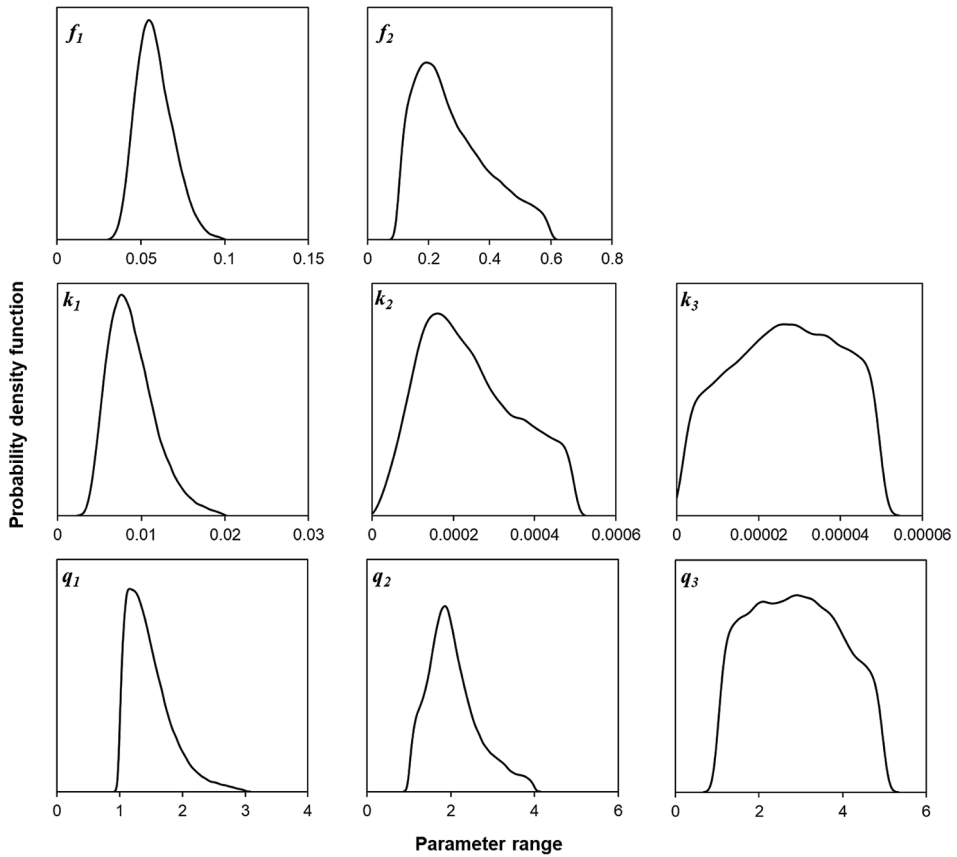 f1
f2
0 0.05 0.1 0.15
0 0.2 0.4 0.6 0.8
k1
k2
k3
0 0.01 0.02 0.03
0 0.0002 0.0004 0.0006
0 0.00002 0.00004 0.00006
q1
q2
q3
0 1 2 3 4
0 2 4 6
0 2 4 6
Probability density function
Parameter range